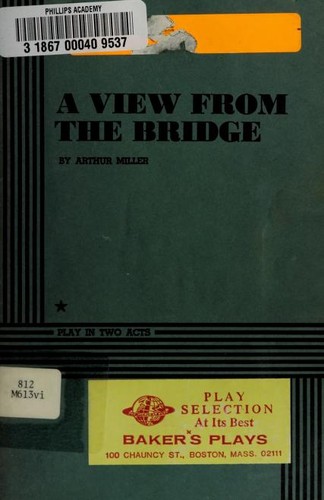 PHILLIPS ACADEMY
3 1867 00040 9537
A VIEW FROM
THE BRIDGE
BY ARTHUR MILLER
PLAY IN TWO ACTS
812
M613vi
PLAY
SELECTION
At Its Best
BAKER'S PLAYS
100 CHAUNCY ST., BOSTON, MASS. 02111